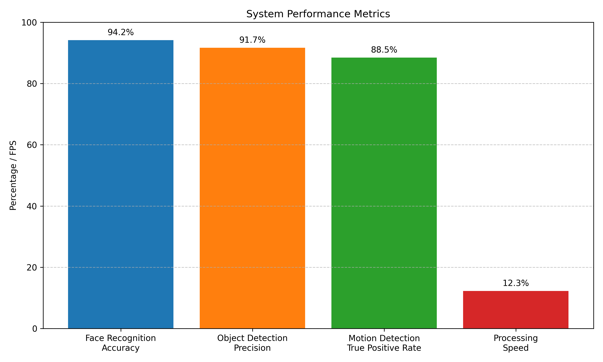 System Performance Metrics
Percentage / FPS
100
80
60
40
20
0
94.2%
91.7%
88.5%
12.3%
Face Recognition
Accuracy
Object Detection
Precision
Motion Detection
True Positive Rate
Processing
Speed